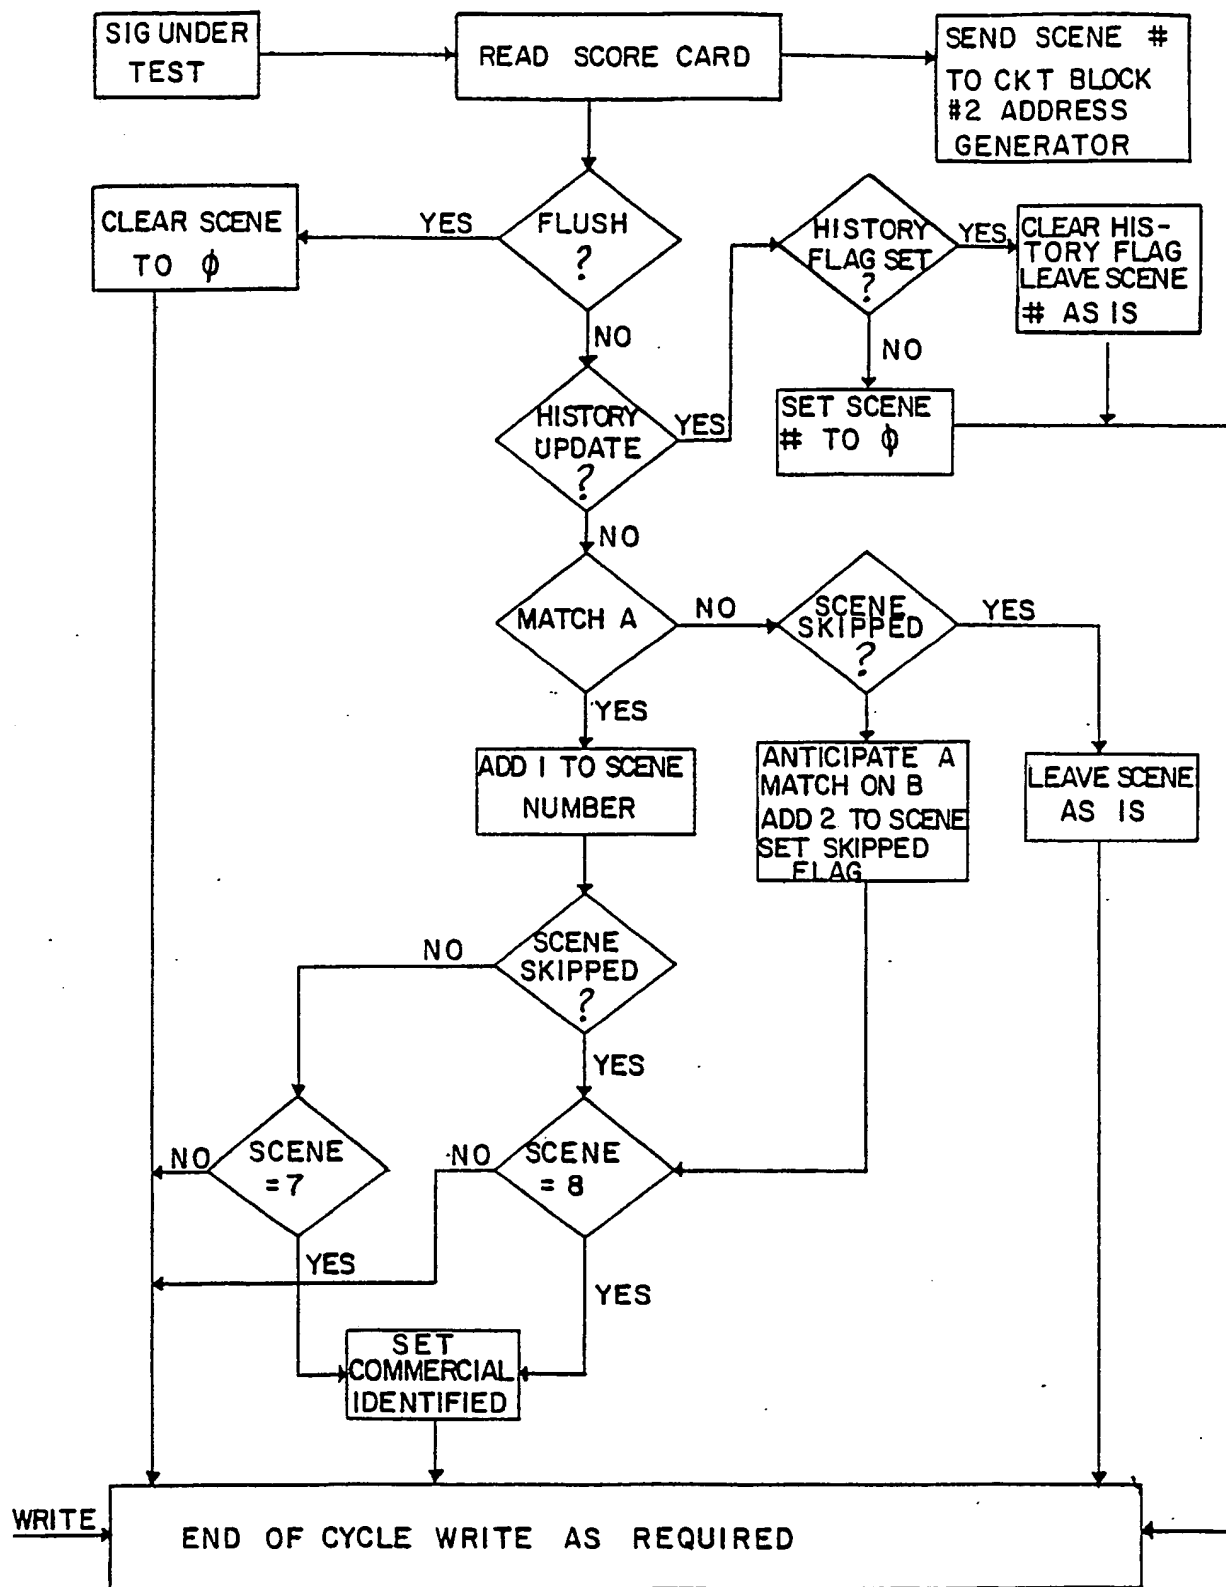 SIG UNDER
TEST
READ SCORE CARD
SEND SCENE #
TO CKT BLOCK
#2 ADDRESS
GENERATOR
CLEAR SCENE
TO ϕ
YES
FLUSH
?
NO
HISTORY
FLAG SET
?
YES
CLEAR HIS-
TORY FLAG
LEAVE SCENE
# AS IS
NO
HISTORY
UPDATE
?
YES
SET SCENE
# TO ϕ
NO
MATCH A
NO
SCENE
SKIPPED
?
YES
YES
ADD 1 TO SCENE
NUMBER
ANTICIPATE A
MATCH ON B
ADD 2 TO SCENE
SET SKIPPED
FLAG
LEAVE SCENE
AS IS
NO
SCENE
SKIPPED
?
YES
NO
SCENE
=7
NO
SCENE
= 8
YES
YES
SET
COMMERCIAL
IDENTIFIED
WRITE
END OF CYCLE WRITE AS REQUIRED